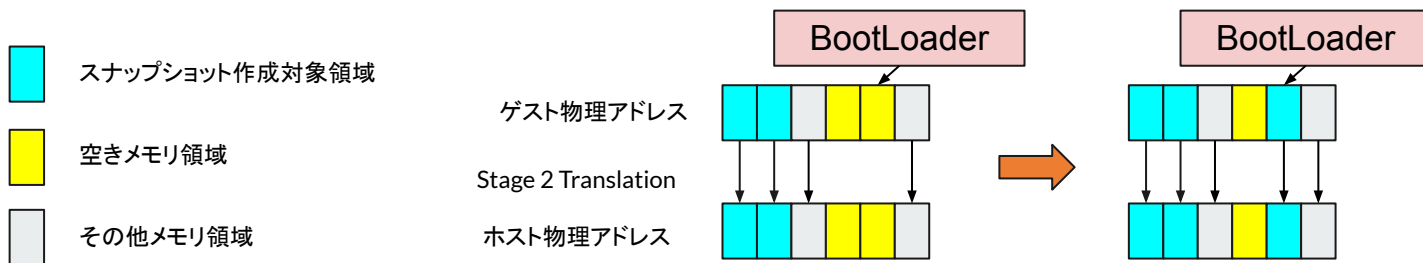 BootLoader
BootLoader
スナップショット作成対象領域
ゲスト物理アドレス
空きメモリ領域
Stage 2 Translation
その他メモリ領域
ホスト物理アドレス